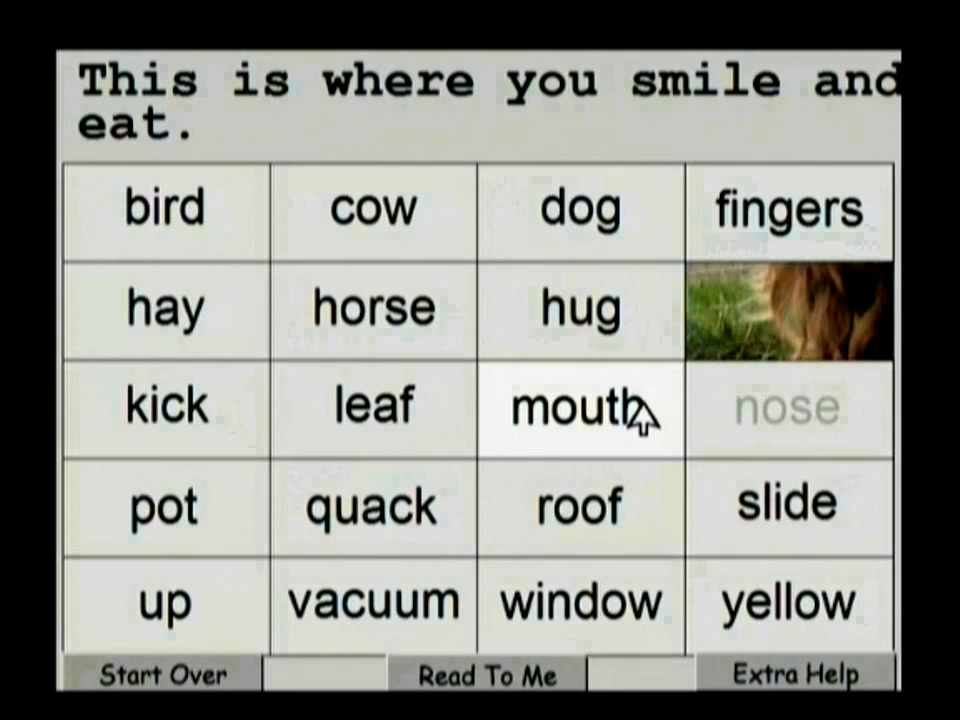 This is where you smile and
eat.
bird cow dog fingers
hay horse hug
kick leaf mouth nose
pot quack roof slide
up vacuum window yellow
Start Over Read To Me Extra Help